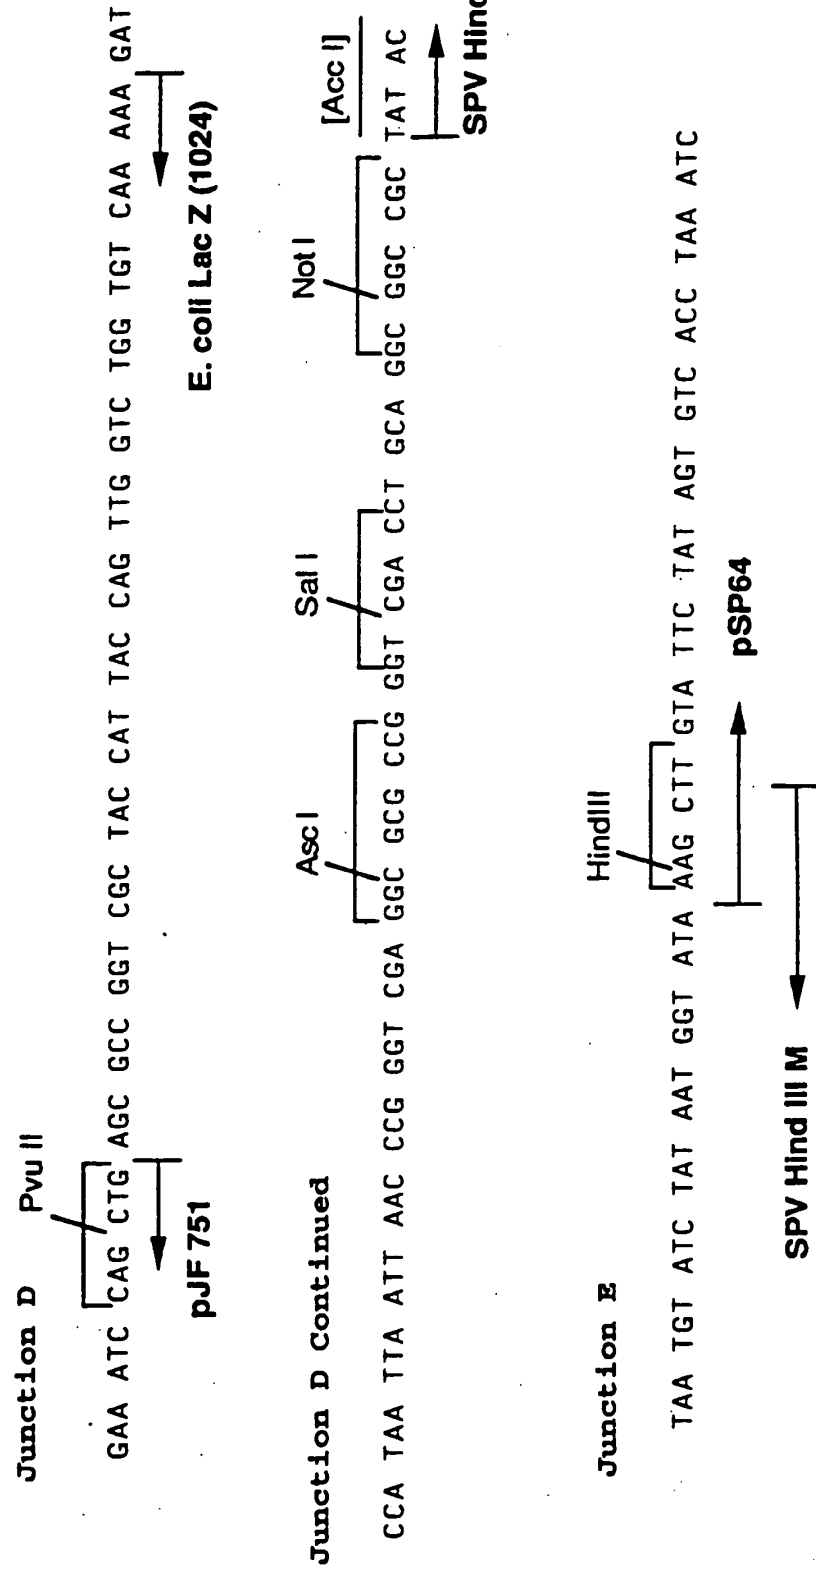 Junction D
Pvu II
GAA ATC CAG CTG AGC GCC GGT CGC TAC CAT TAC CAG TTG GTC TGG TGT CAA AAA GAT
pJF 751
E. coli Lac Z (1024)
Junction D Continued
Asc I
Sal I
Not I
[Acc I]
CCA TAA TTA ATT AAC CCG GGT CGA GGC GCG CCG GGT CGA CCT GCA GGC GGC CGC TAT AC
SPV Hind
Junction E
HindIII
TAA TGT ATC TAT AAT GGT ATA AAG CTT GTA TTC TAT AGT GTC ACC TAA ATC
pSP64
SPV Hind III M